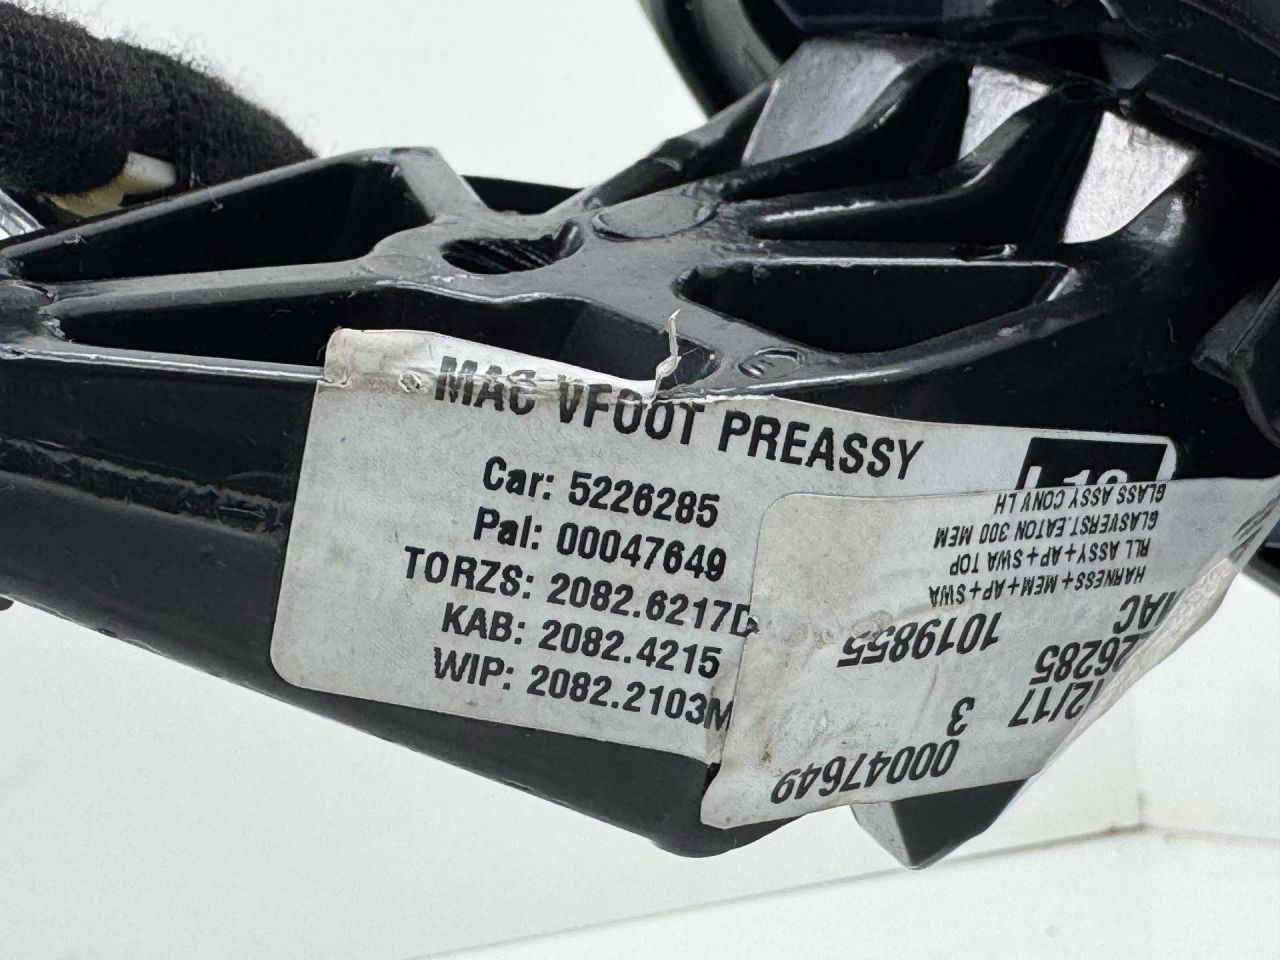 MAC VFOOT PREASSY
Car: 5226285
Pal: 00047649
TORZS: 2082.6217D
KAB: 2082.4215
WIP: 2082.2103M
00047649
3
12/17
26285
1019855
MAC
HARNESS+MEM+AP+SWA
RLL ASSY+AP+SWA TOP
GLASVERST.EATON 300 MEM
GLASS ASSY CONV LH